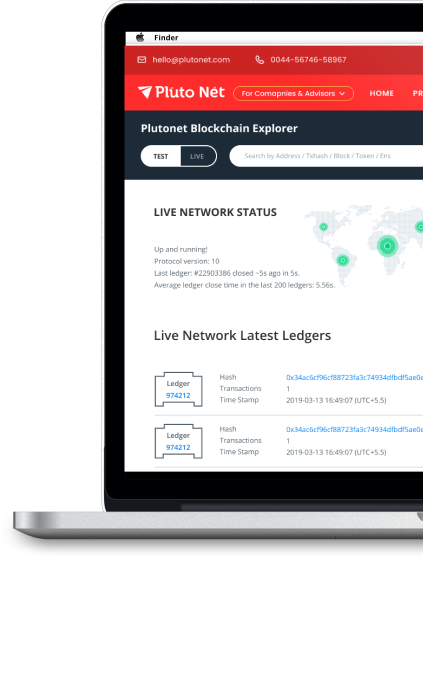 Finder
hello@plutonet.com 0044-56746-58967
Pluto Nét For Comapnies & Advisors HOME PR
Plutonet Blockchain Explorer
TEST LIVE Search by Address / Txhash / Block / Token / Ens
LIVE NETWORK STATUS
Up and running!
Protocol version: 10
Last ledger: #22903386 closed ~5s ago in 5s.
Average ledger close time in the last 200 ledgers: 5.56s.
Live Network Latest Ledgers
Ledger
974212
Hash 0x34ac6cf96cf88723fa3c74934dfbdf5ae0e
Transactions 1
Time Stamp 2019-03-13 16:49:07 (UTC+5.5)
Ledger
974212
Hash 0x34ac6cf96cf88723fa3c74934dfbdf5ae0e
Transactions 1
Time Stamp 2019-03-13 16:49:07 (UTC+5.5)